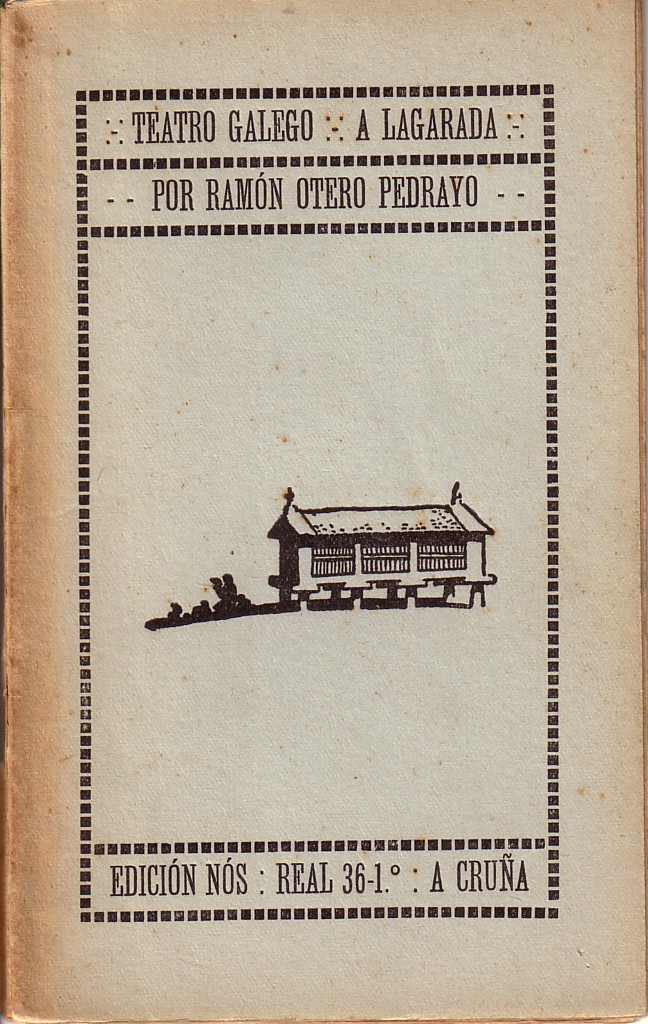 ·: TEATRO GALEGO :: A LAGARADA :·
-- POR RAMÓN OTERO PEDRAYO --
EDICIÓN NÓS : REAL 36-1.° : A CRUÑA